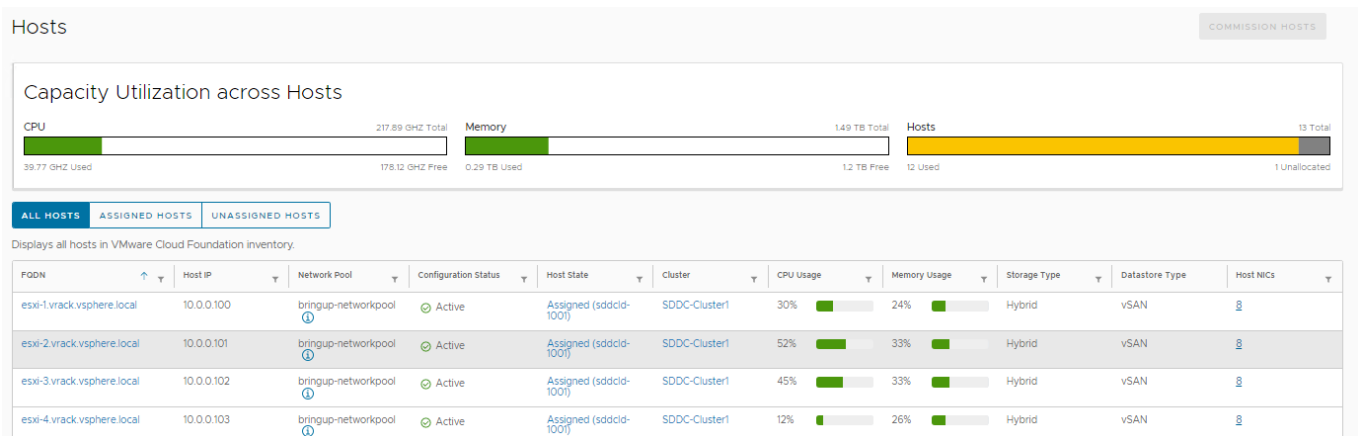 Hosts
COMMISSION HOSTS
Capacity Utilization across Hosts
CPU
217.89 GHZ Total
39.77 GHZ Used
178.12 GHZ Free
Memory
1.49 TB Total
0.29 TB Used
1.2 TB Free
Hosts
13 Total
12 Used
1 Unallocated
ALL HOSTS ASSIGNED HOSTS UNASSIGNED HOSTS
Displays all hosts in VMware Cloud Foundation inventory.
FQDN Host IP Network Pool Configuration Status Host State Cluster CPU Usage Memory Usage Storage Type Datastore Type Host NICs
esxi-1.vrack.vsphere.local 10.0.0.100 bringup-networkpool Active Assigned (sddcId- SDDC-Cluster1 30% 24% Hybrid vSAN 8
1001)
esxi-2.vrack.vsphere.local 10.0.0.101 bringup-networkpool Active Assigned (sddcId- SDDC-Cluster1 52% 33% Hybrid vSAN 8
1001)
esxi-3.vrack.vsphere.local 10.0.0.102 bringup-networkpool Active Assigned (sddcId- SDDC-Cluster1 45% 33% Hybrid vSAN 8
1001)
esxi-4.vrack.vsphere.local 10.0.0.103 bringup-networkpool Active Assigned (sddcId- SDDC-Cluster1 12% 26% Hybrid vSAN 8
1001)